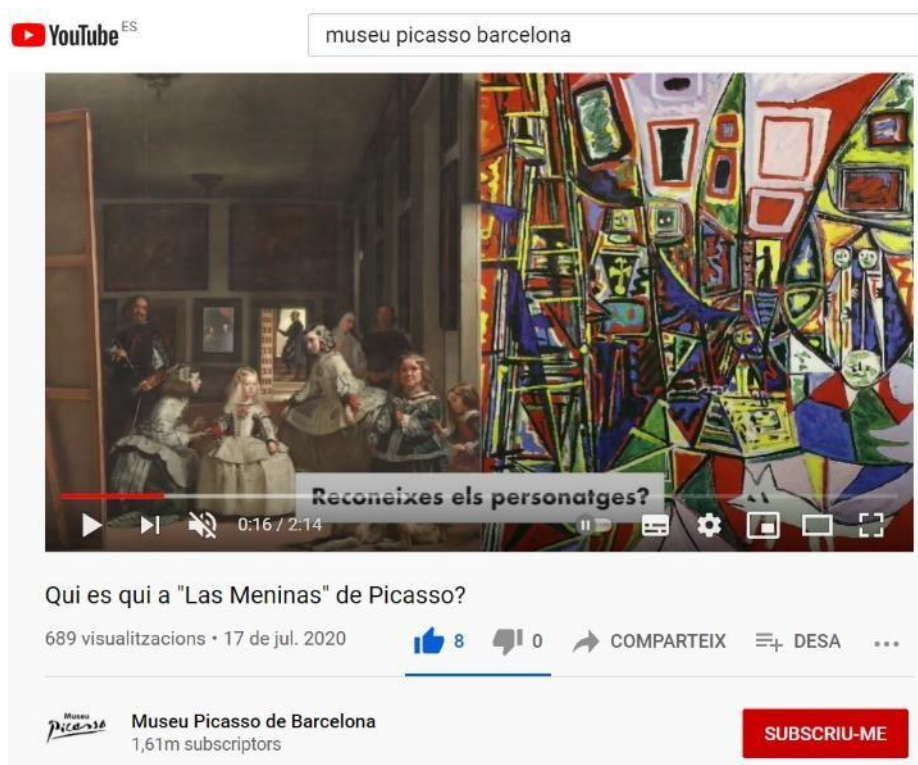 YouTube ES
museu picasso barcelona
Reconeixes els personatges?
0:16 / 2:14
Qui es qui a "Las Meninas" de Picasso?
689 visualitzacions • 17 de jul. 2020
8
0
COMPARTEIX
DESA
Museu
Picasso
Museu Picasso de Barcelona
1,61m subscriptors
SUBSCRIU-ME